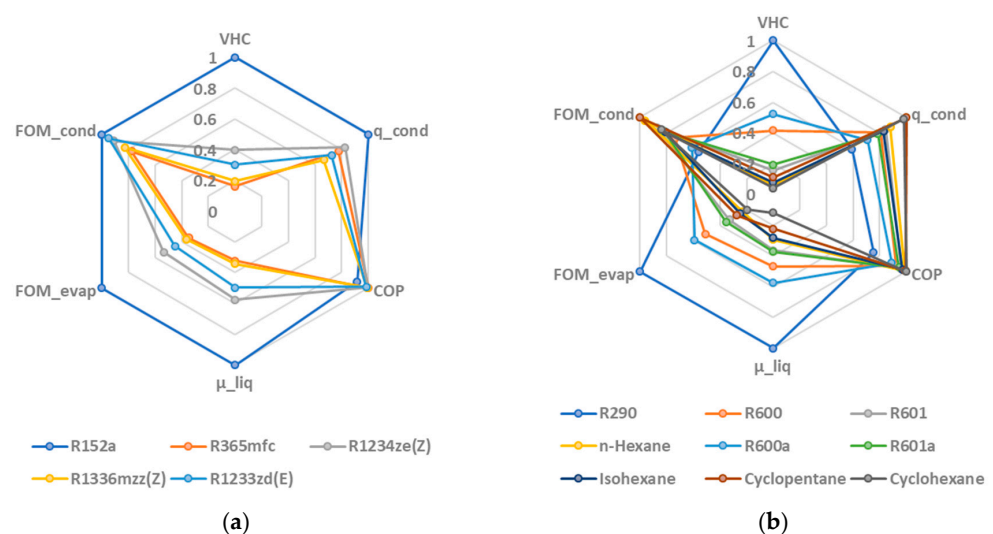 VHC
1
0.8
0.6
0.4
0.2
0
FOM_cond
q_cond
FOM_evap
COP
μ_liq
R152a R365mfc R1234ze(Z)
R1336mzz(Z) R1233zd(E)
(a)
VHC
1
0.8
0.6
0.4
0.2
0
FOM_cond
q_cond
FOM_evap
COP
μ_liq
R290 R600 R601
n-Hexane R600a R601a
Isohexane Cyclopentane Cyclohexane
(b)